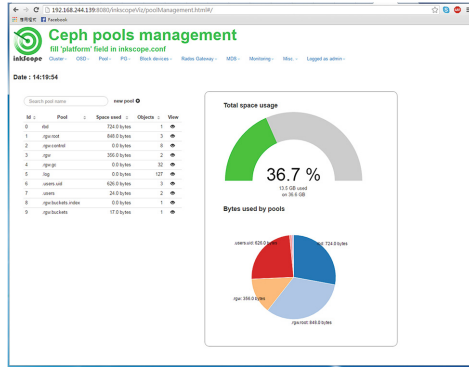 192.168.244.139:8080/inkscopeViz/poolManagement.html#/
應用程式 Facebook
inkScope
Ceph pools management
fill 'platform' field in inkscope.conf
Cluster OSD Pool PG Block devices Rados Gateway MDS Monitoring Misc. Logged as admin
Date : 14:19:54
Search pool name new pool
Id Pool Space used Objects View
0 rbd 724.0 bytes 1
1 .rgw.root 848.0 bytes 3
2 .rgw.control 0.0 bytes 8
3 .rgw 356.0 bytes 2
4 .rgw.gc 0.0 bytes 32
5 .log 0.0 bytes 127
6 .users.uid 626.0 bytes 3
7 .users 24.0 bytes 2
8 .rgw.buckets.index 0.0 bytes 1
9 .rgw.buckets 17.0 bytes 1
Total space usage
36.7 %
13.5 GB used
on 36.6 GB
Bytes used by pools
.users.uid: 626.0 bytes
rbd: 724.0 bytes
.rgw: 356.0 bytes
.rgw.root: 848.0 bytes